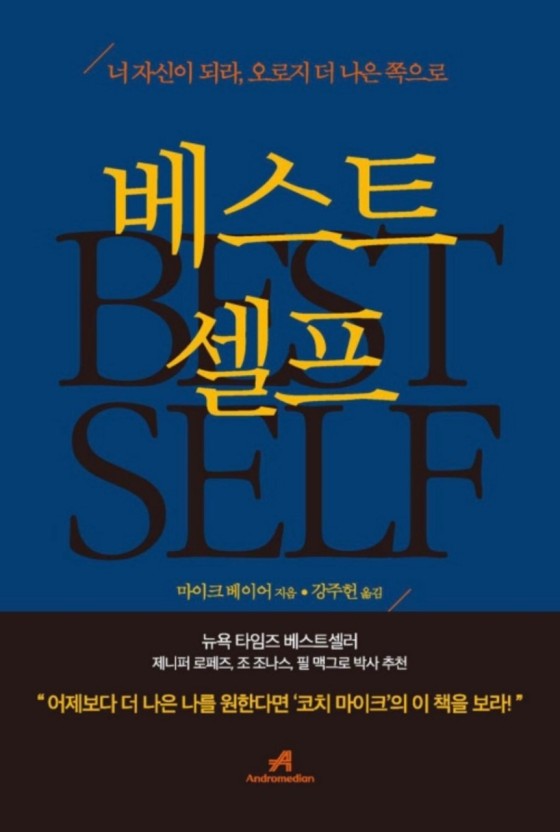 너 자신이 되라, 오로지 더 나은 쪽으로
베스트
BEST
셀프
SELF
마이크 베이어 지음 • 강주헌 옮김
뉴욕 타임즈 베스트셀러
제니퍼 로페즈, 조 조나스, 필 맥그로 박사 추천
“ 어제보다 더 나은 나를 원한다면 ‘코치 마이크’의 이 책을 보라! ”
A
Andromedian